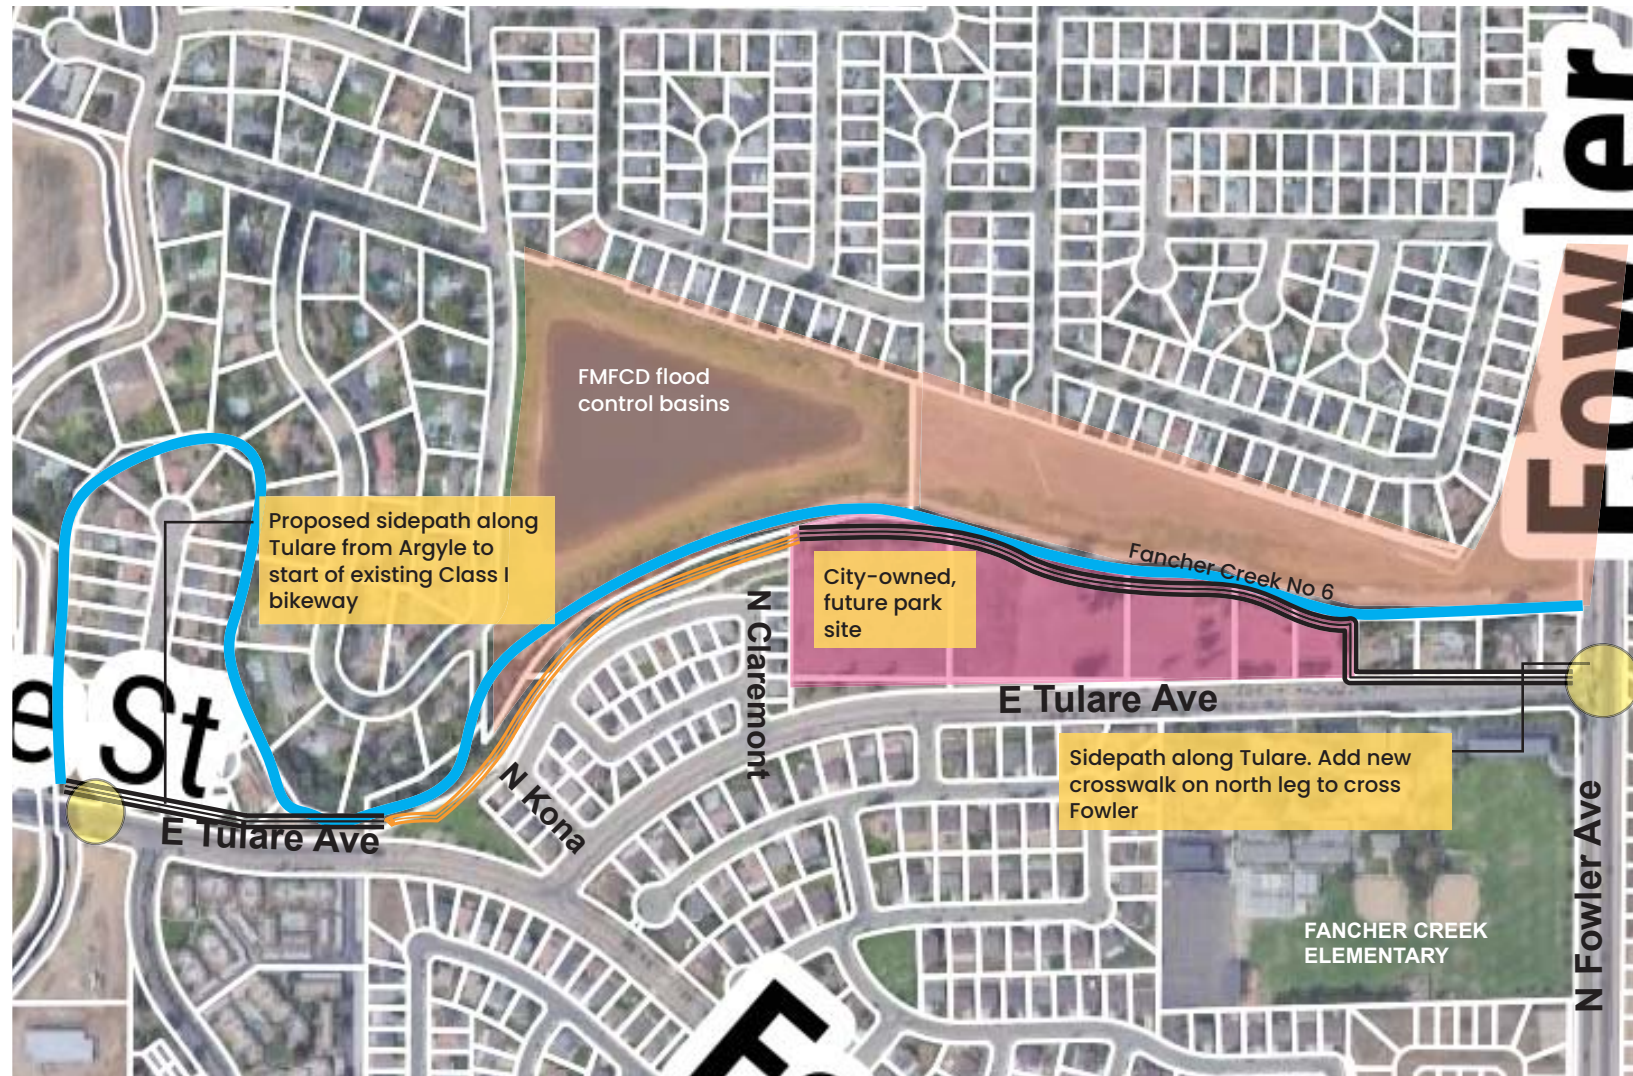 Fowler
FMFCD flood
control basins
Proposed sidepath along
Tulare from Argyle to
start of existing Class I
bikeway
Fancher Creek No 6
City-owned,
future park
site
N Claremont
E Tulare Ave
e St
Sidepath along Tulare. Add new
crosswalk on north leg to cross
Fowler
N Kona
E Tulare Ave
N Fowler Ave
FANCHER CREEK
ELEMENTARY